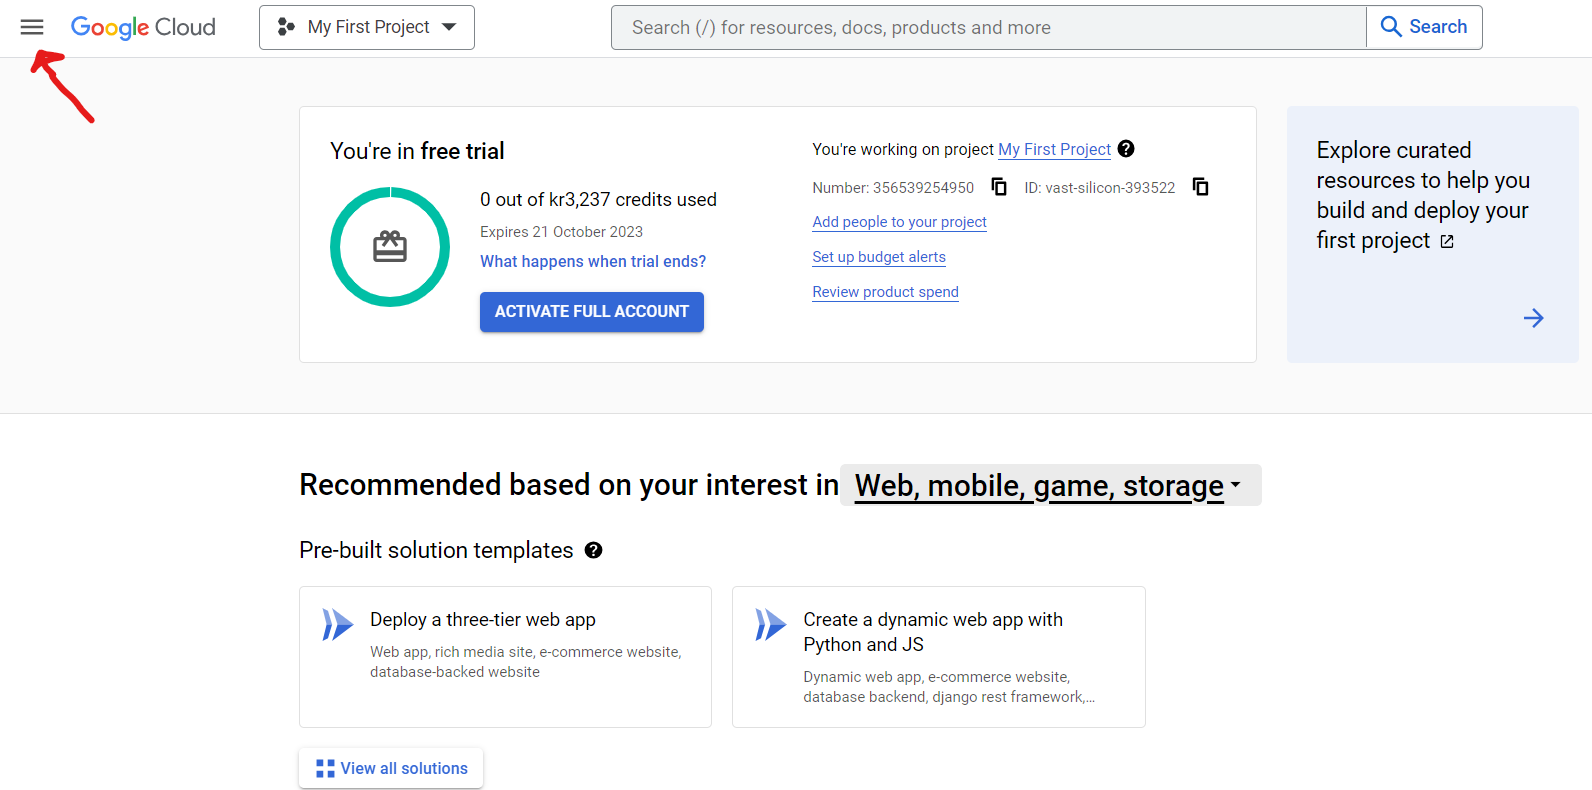 Google Cloud
My First Project
Search (/) for resources, docs, products and more
Search
You're in free trial
0 out of kr3,237 credits used
Expires 21 October 2023
What happens when trial ends?
ACTIVATE FULL ACCOUNT
You're working on project My First Project
Number: 356539254950 ID: vast-silicon-393522
Add people to your project
Set up budget alerts
Review product spend
Explore curated
resources to help you
build and deploy your
first project
Recommended based on your interest in Web, mobile, game, storage
Pre-built solution templates
Deploy a three-tier web app
Web app, rich media site, e-commerce website,
database-backed website
Create a dynamic web app with
Python and JS
Dynamic web app, e-commerce website,
database backend, django rest framework,...
View all solutions